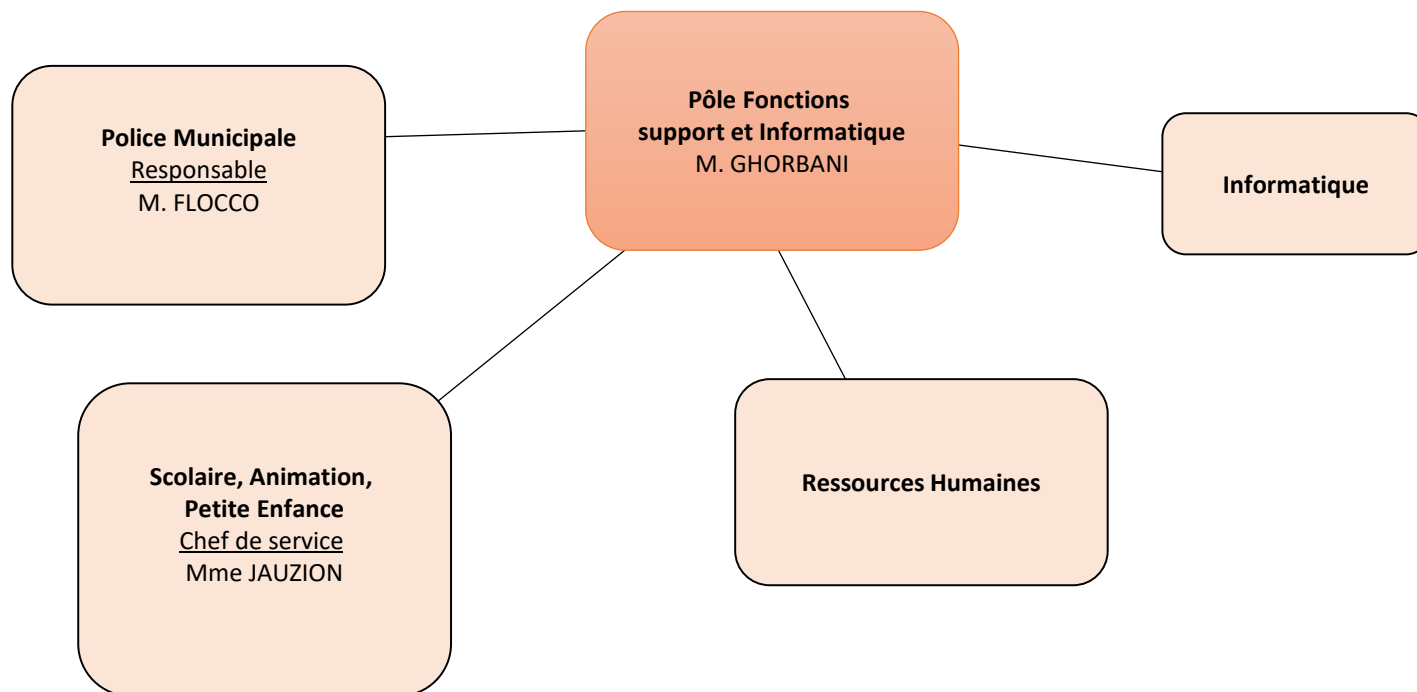 Pôle Fonctions
support et Informatique
M. GHORBANI
Police Municipale
Responsable
M. FLOCCO
Informatique
Scolaire, Animation,
Petite Enfance
Chef de service
Mme JAUZION
Ressources Humaines